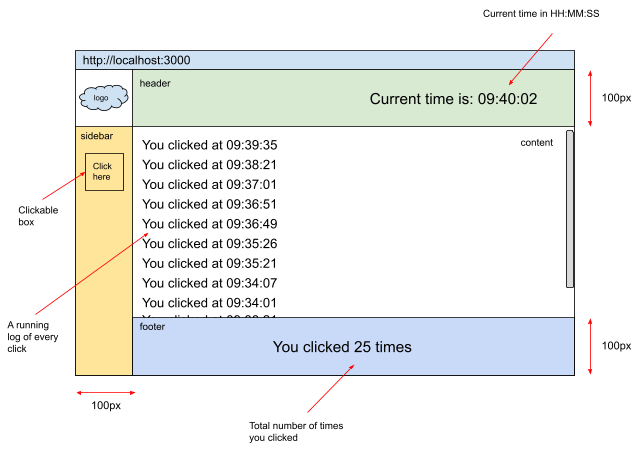 Current time in HH:MM:SS
http://localhost:3000
header
logo
Current time is: 09:40:02
100px
sidebar
Click
here
You clicked at 09:39:35
content
You clicked at 09:38:21
You clicked at 09:37:01
You clicked at 09:36:51
You clicked at 09:36:49
You clicked at 09:35:26
You clicked at 09:35:21
You clicked at 09:34:07
You clicked at 09:34:01
Clickable
box
A running
log of every
click
footer
You clicked 25 times
100px
100px
Total number of times
you clicked